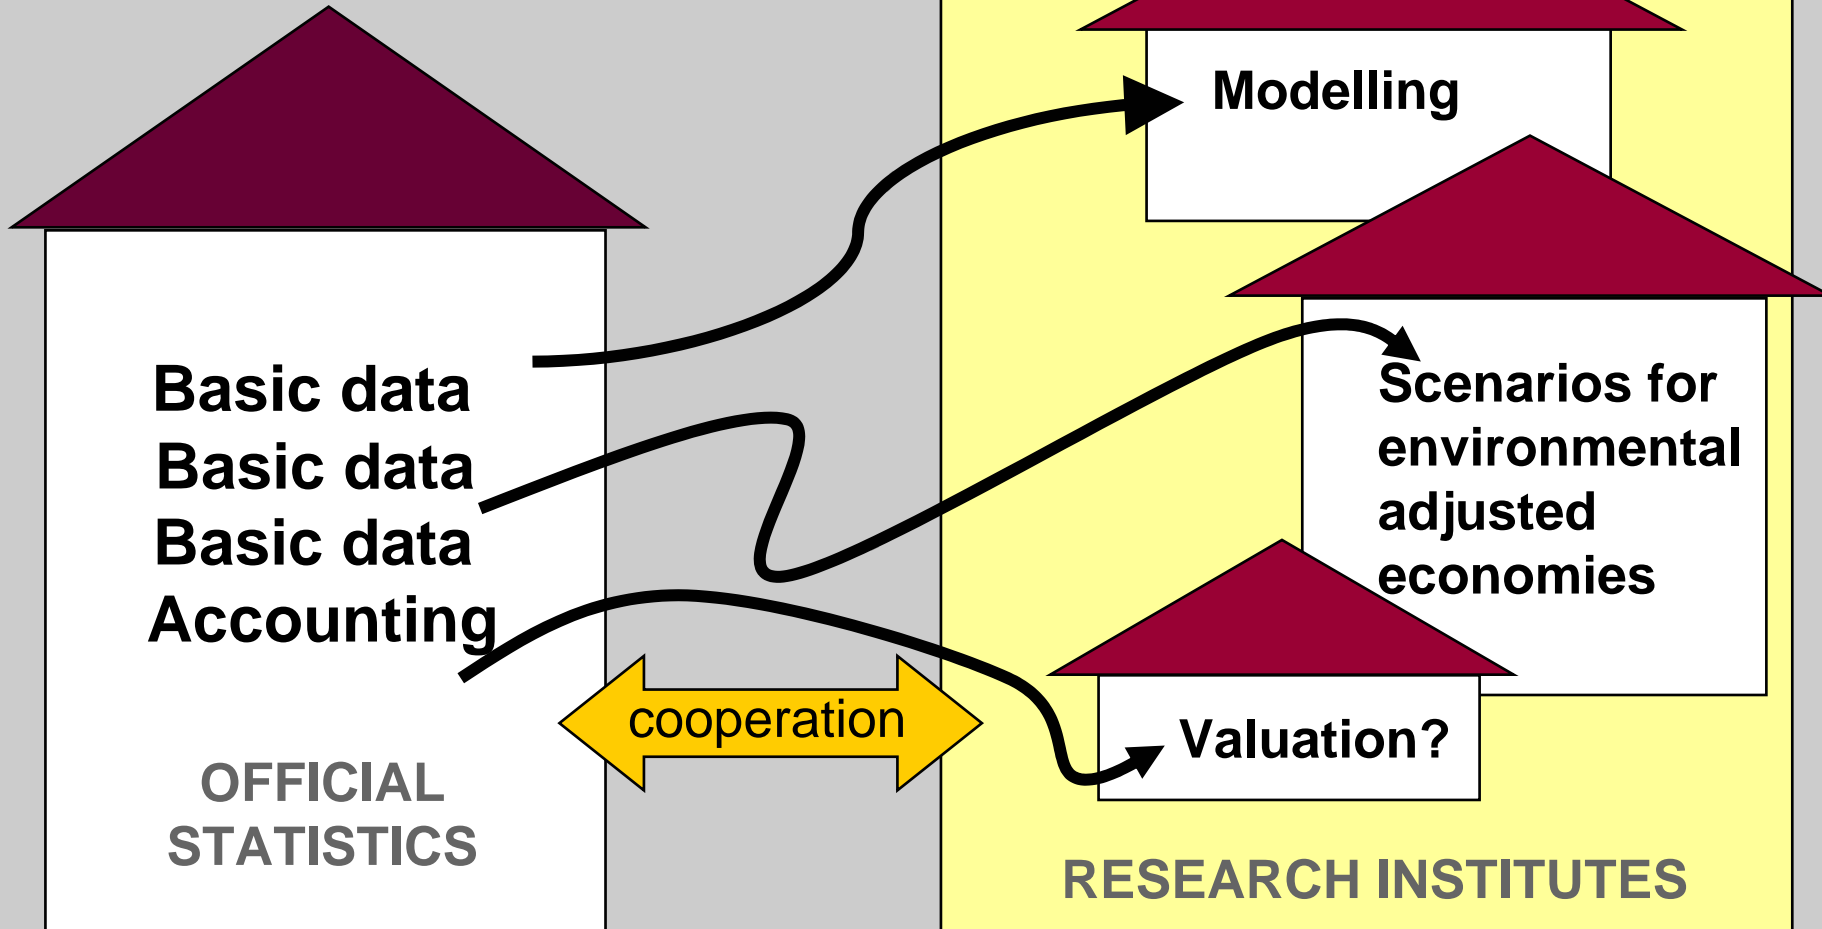 Basic data
Basic data
Basic data
Accounting
OFFICIAL
STATISTICS
cooperation
Modelling
Scenarios for
environmental
adjusted
economies
Valuation?
RESEARCH INSTITUTES